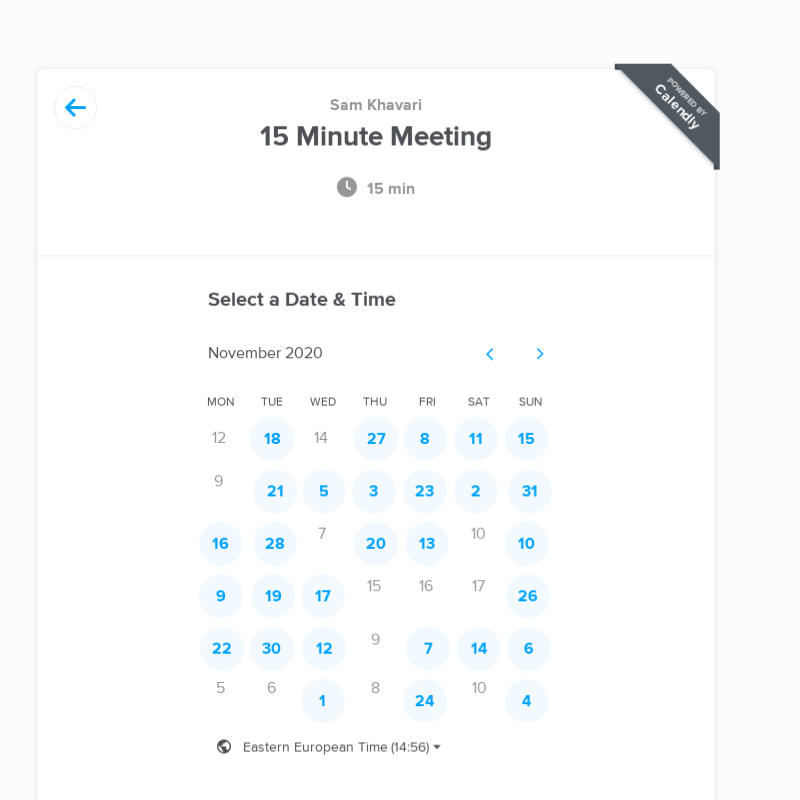 POWERED BY
Calendly
Sam Khavari
15 Minute Meeting
15 min
Select a Date & Time
November 2020
MON TUE WED THU FRI SAT SUN
12 18 14 27 8 11 15
9 21 5 3 23 2 31
16 28 7 20 13 10 10
9 19 17 15 16 17 26
22 30 12 9 7 14 6
5 6 1 8 24 10 4
Eastern European Time (14:56)